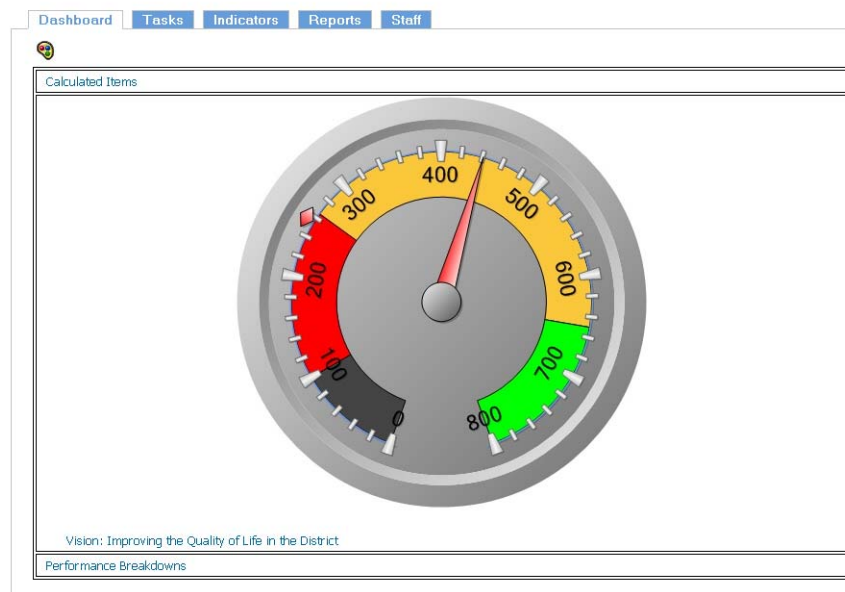 Dashboard Tasks Indicators Reports Staff
Calculated Items
0
100
200
300
400
500
600
700
800
Vision: Improving the Quality of Life in the District
Performance Breakdowns